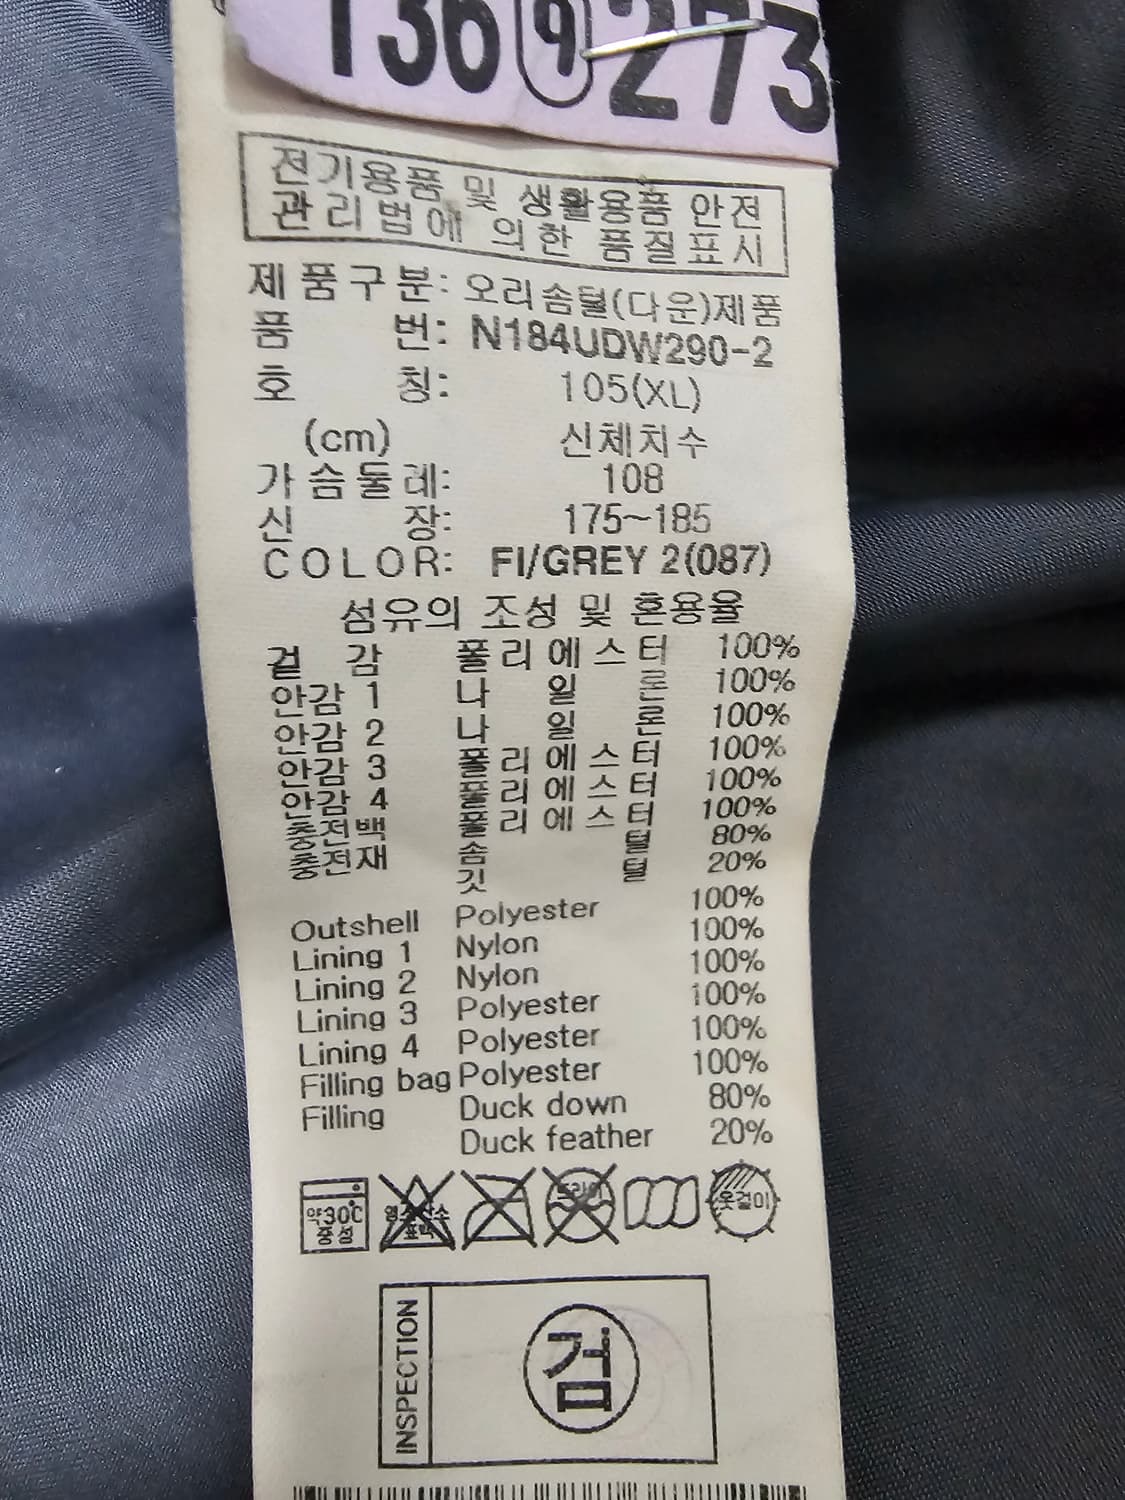 136 9 273
전기용품 및 생활용품 안전
관리법에 의한 품질표시
제품구분: 오리솜털(다운)제품
품 번: N184UDW290-2
호 칭: 105(XL)
(cm) 신체치수
가슴둘레: 108
신 장: 175~185
COLOR: FI/GREY 2(087)
섬유의 조성 및 혼용율
겉 감 폴리에스터 100%
안감 1 나 일 론 100%
안감 2 나 일 론 100%
안감 3 폴리에스터 100%
안감 4 폴리에스터 100%
충전백 폴리에스터 100%
충전재 솜 털 80%
깃 털 20%
Outshell Polyester 100%
Lining 1 Nylon 100%
Lining 2 Nylon 100%
Lining 3 Polyester 100%
Lining 4 Polyester 100%
Filling bag Polyester 100%
Filling Duck down 80%
Duck feather 20%
약30℃ 중성
염소산소 표백
드라이
옷걸이
INSPECTION
검